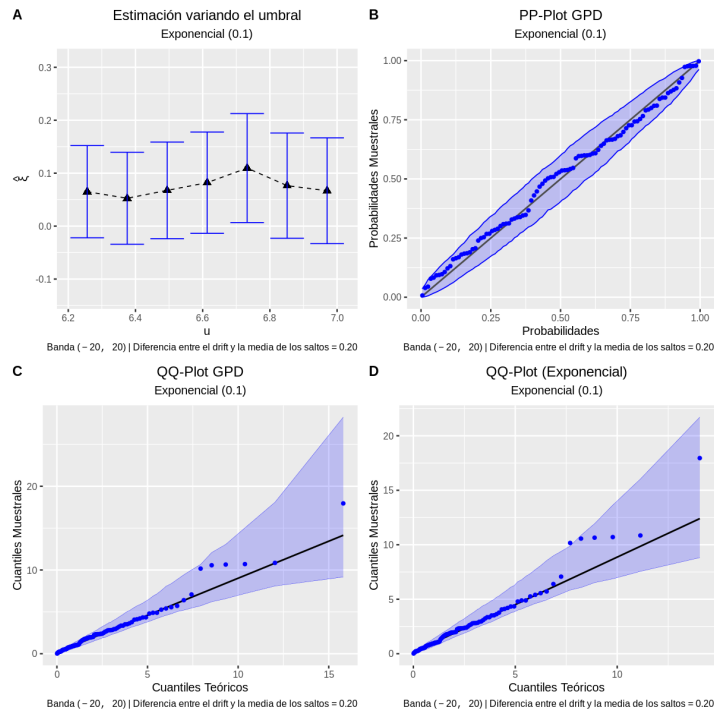 A
Estimación variando el umbral
Exponencial (0.1)
0.3
0.2
0.1
0.0
-0.1
ξ̂
6.2
6.4
6.6
6.8
7.0
u
Banda (−20, 20) | Diferencia entre el drift y la media de los saltos = 0.20
B
PP-Plot GPD
Exponencial (0.1)
1.00
0.75
0.50
0.25
0.00
Probabilidades Muestrales
0.00
0.25
0.50
0.75
1.00
Probabilidades
Banda (−20, 20) | Diferencia entre el drift y la media de los saltos = 0.20
C
QQ-Plot GPD
Exponencial (0.1)
20
10
0
Cuantiles Muestrales
0
5
10
15
Cuantiles Teóricos
Banda (−20, 20) | Diferencia entre el drift y la media de los saltos = 0.20
D
QQ-Plot (Exponencial)
Exponencial (0.1)
20
15
10
5
0
Cuantiles Muestrales
0
5
10
Cuantiles Teóricos
Banda (−20, 20) | Diferencia entre el drift y la media de los saltos = 0.20